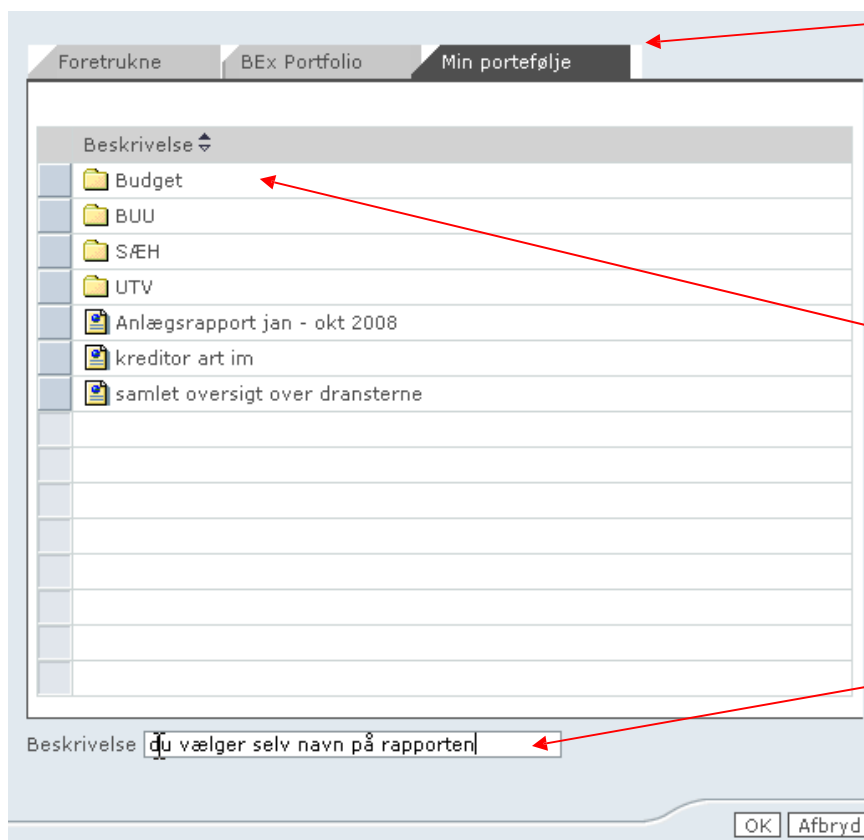 Foretrukne BEx Portfolio Min portefølje
Beskrivelse
Budget
BUU
SÆH
UTV
Anlægsrapport jan - okt 2008
kreditor art im
samlet oversigt over dransterne
Beskrivelse du vælger selv navn på rapporten
OK Afbryd